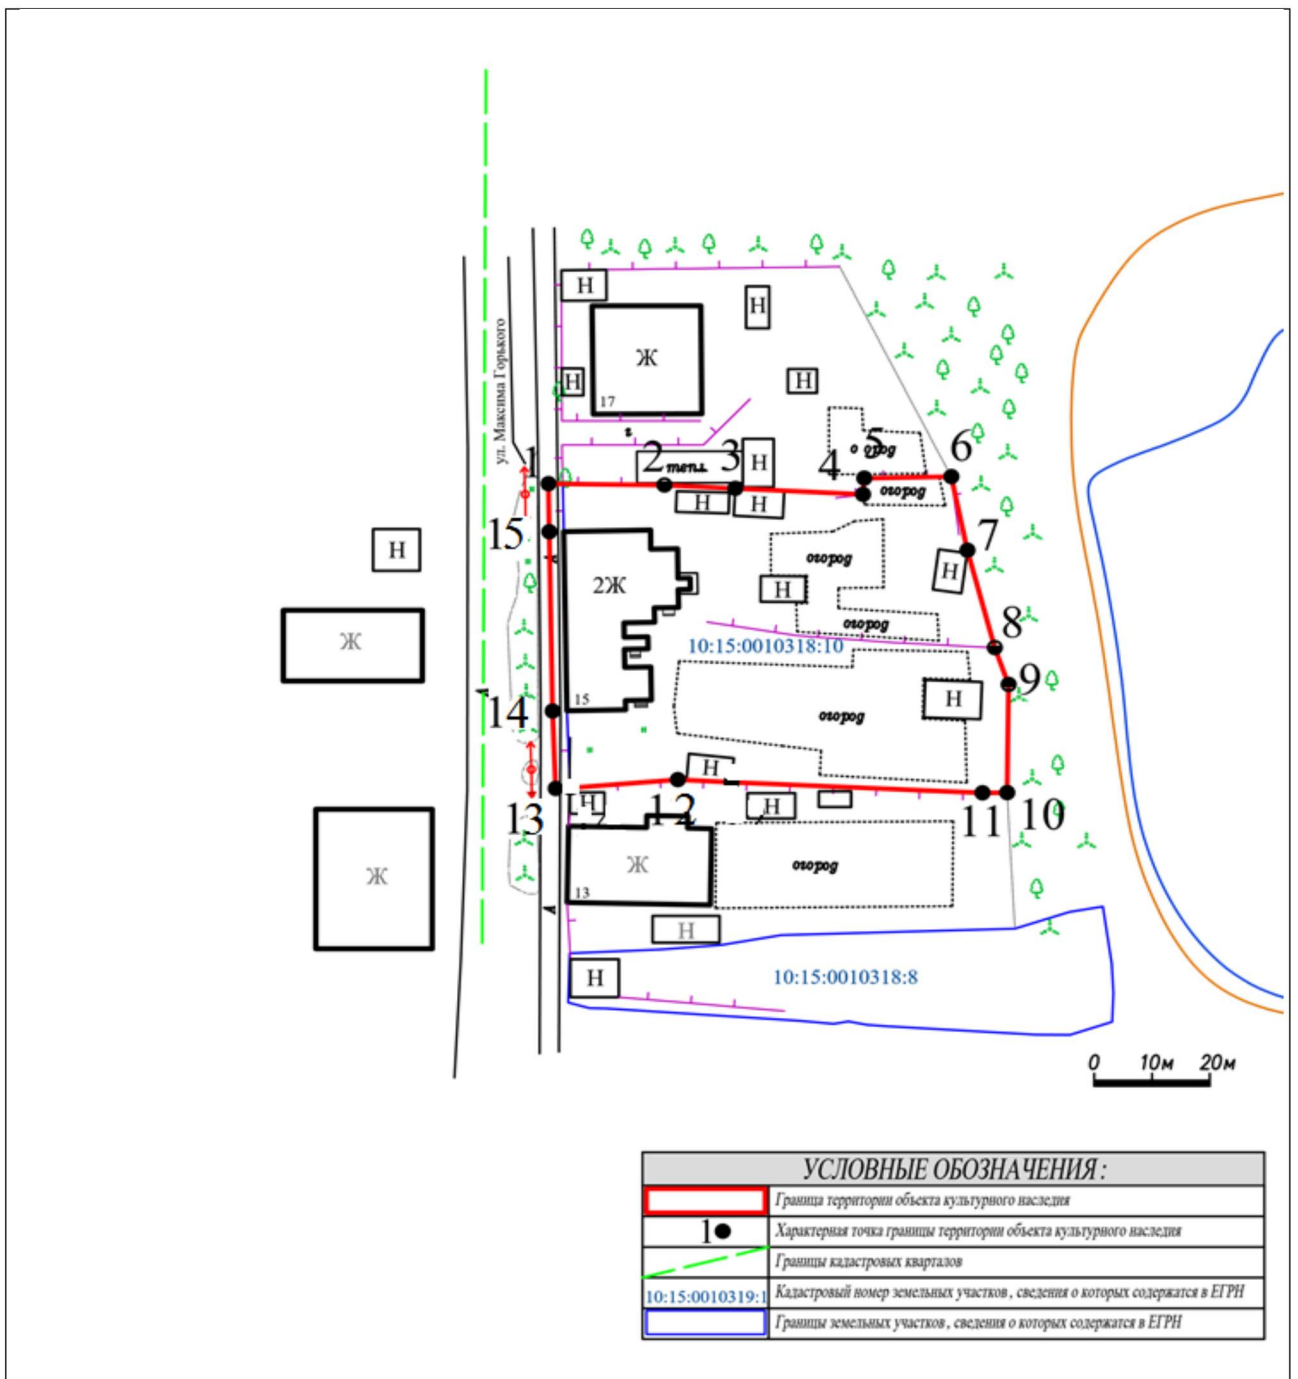 Н
Н
ул. Максима Горького
Ж
17
Н
Н
г
о город
1
2
тепл.
3
Н
4
5
6
Н
Н
огород
15
Н
7
2Ж
огород
Н
Н
огород
8
Ж
10:15:0010318:10
9
14
15
огород
Н
Н
13
Н
12
Н
11
10
Ж
Ж
13
огород
Н
Н
10:15:0010318:8
0 10м 20м
УСЛОВНЫЕ ОБОЗНАЧЕНИЯ :
Граница территории объекта культурного наследия
1
Характерная точка границы территории объекта культурного наследия
Границы кадастровых кварталов
10:15:0010319:1
Кадастровый номер земельных участков , сведения о которых содержатся в ЕГРН
Границы земельных участков , сведения о которых содержатся в ЕГРН